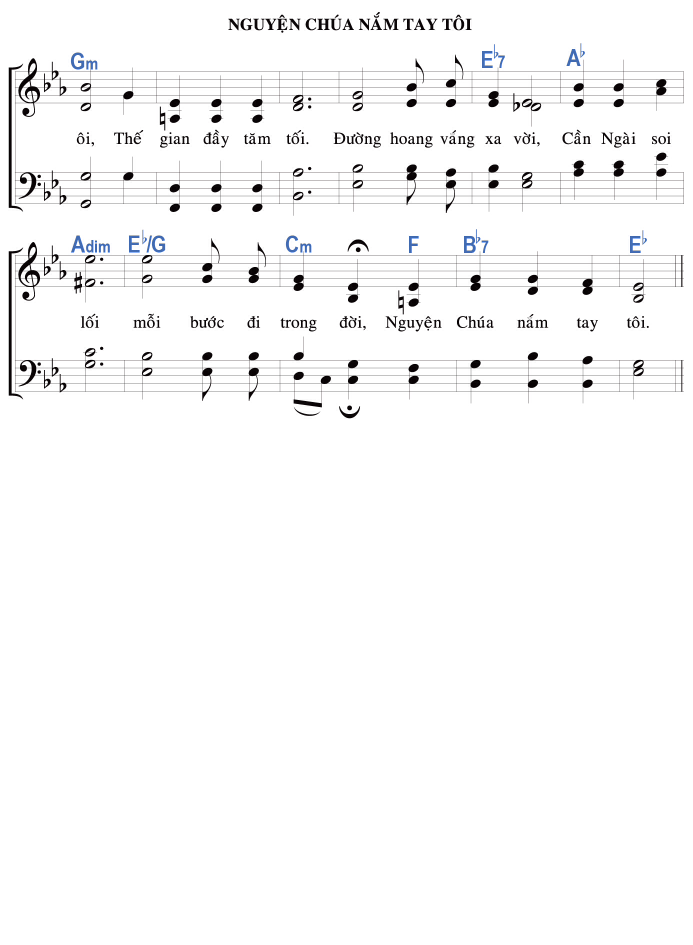 NGUYỆN CHÚA NẮM TAY TÔI
Gm E♭7 A♭
ôi, Thế gian đầy tăm tối. Đường hoang vắng xa vời, Cần Ngài soi
Adim E♭/G Cm F B♭7 E♭
lối mỗi bước đi trong đời, Nguyện Chúa nắm tay tôi.